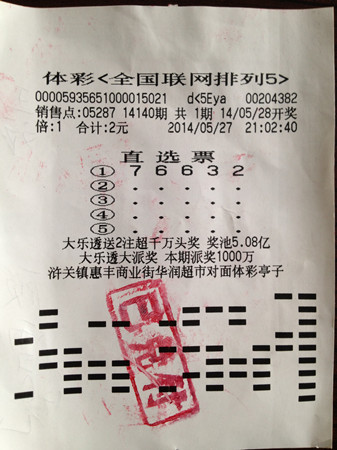 体彩<全国联网排列5>
00005935651000015021 d<5Eya 00204382
销售点:05287 14140期 共 1期 14/05/28开奖
倍:1 合计:2元 2014/05/27 21:02:40
直选票
① 7 6 6 3 2
② - - - - -
③ - - - - -
④ - - - - -
⑤ - - - - -
大乐透送2注超千万头奖 奖池5.08亿
大乐透大派奖 本期派奖1000万
浒关镇惠丰商业街华润超市对面体彩亭子
已兑付